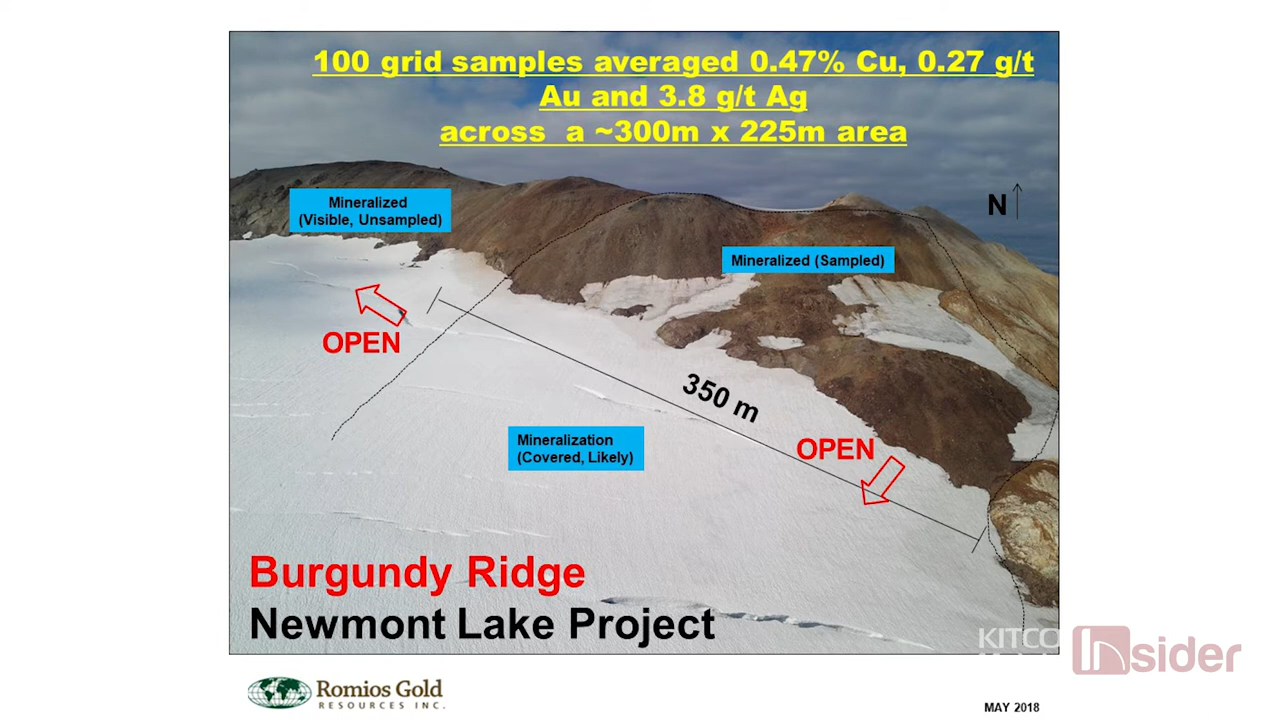 100 grid samples averaged 0.47% Cu, 0.27 g/t
Au and 3.8 g/t Ag
across a ~300m x 225m area
Mineralized
(Visible, Unsampled)
N
Mineralized (Sampled)
OPEN
350 m
Mineralization
(Covered, Likely)
OPEN
Burgundy Ridge
Newmont Lake Project
KITCO
Insider
Romios Gold
RESOURCES INC.
MAY 2018